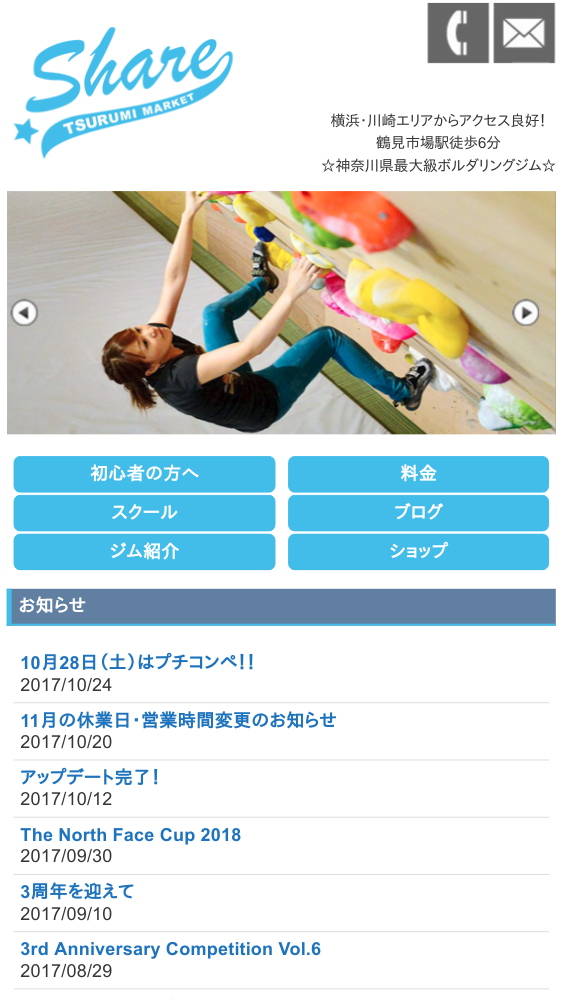 Share
TSURUMI MARKET
横浜・川崎エリアからアクセス良好！
鶴見市場駅徒歩6分
☆神奈川県最大級ボルダリングジム☆
初心者の方へ
料金
スクール
ブログ
ジム紹介
ショップ
お知らせ
10月28日（土）はプチコンペ！！
2017/10/24
11月の休業日・営業時間変更のお知らせ
2017/10/20
アップデート完了！
2017/10/12
The North Face Cup 2018
2017/09/30
3周年を迎えて
2017/09/10
3rd Anniversary Competition Vol.6
2017/08/29